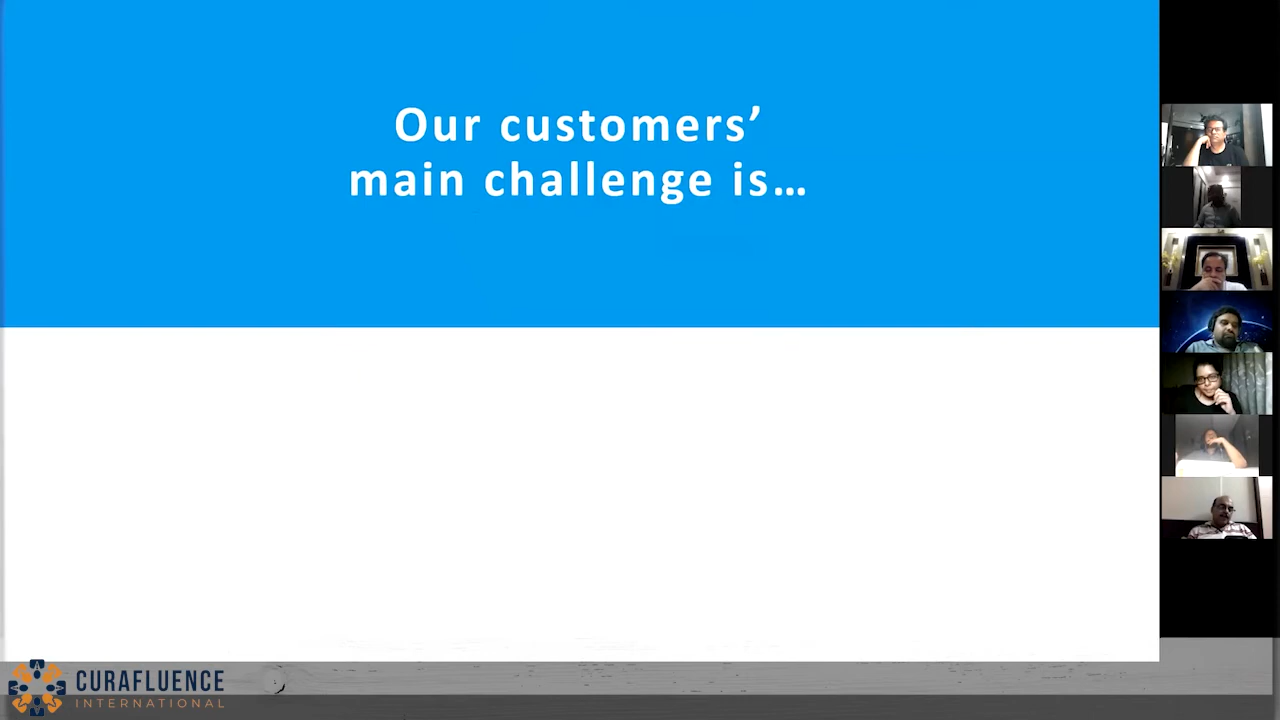 Our customers’
main challenge is…
CURAFLUENCE
INTERNATIONAL